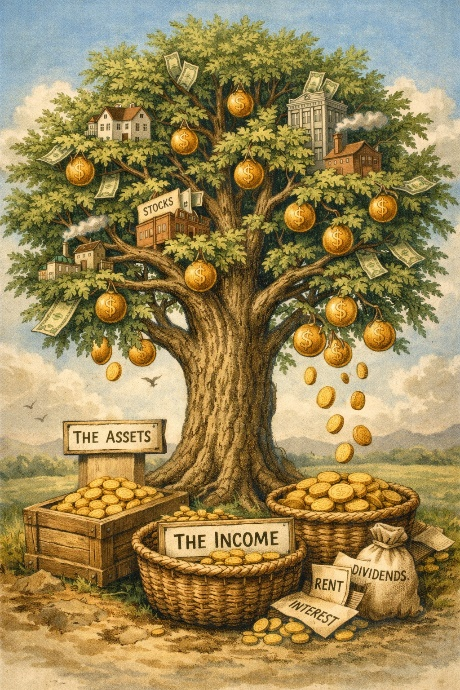 STOCKS
THE ASSETS
THE INCOME
RENT
DIVIDENDS
INTEREST